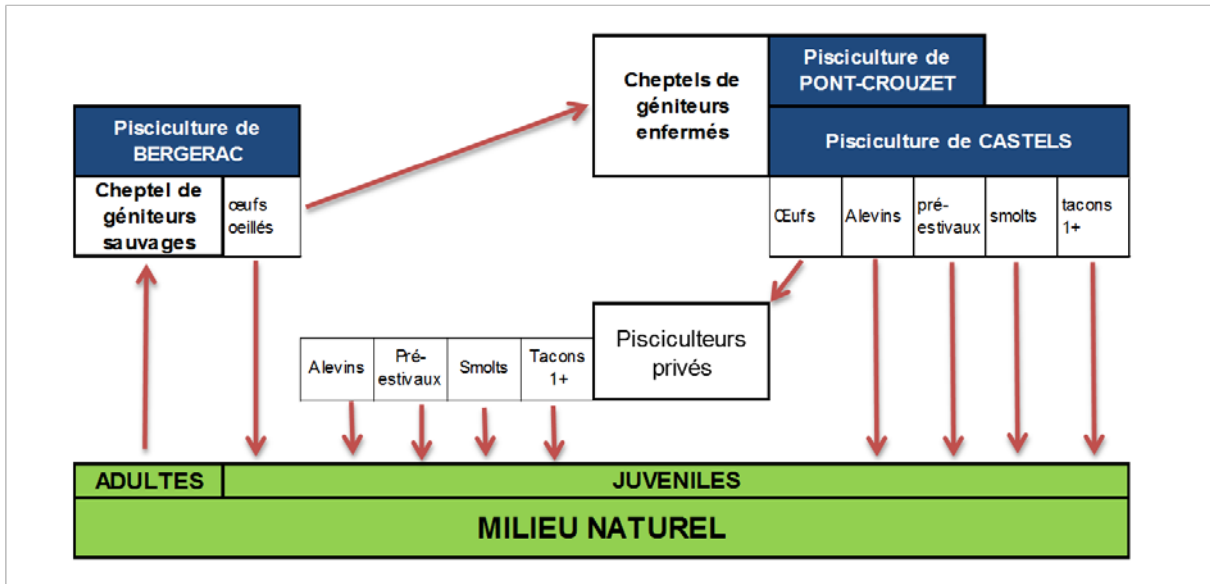 Pisciculture de
BERGERAC
Cheptel de
géniteurs
sauvages
œufs
oeillés
Cheptels de
géniteurs
enfermés
Pisciculture de
PONT-CROUZET
Pisciculture de CASTELS
Œufs
Alevins
pré-
estivaux
smolts
tacons
1+
Alevins
Pré-
estivaux
Smolts
Tacons
1+
Pisciculteurs
privés
ADULTES
JUVENILES
MILIEU NATUREL